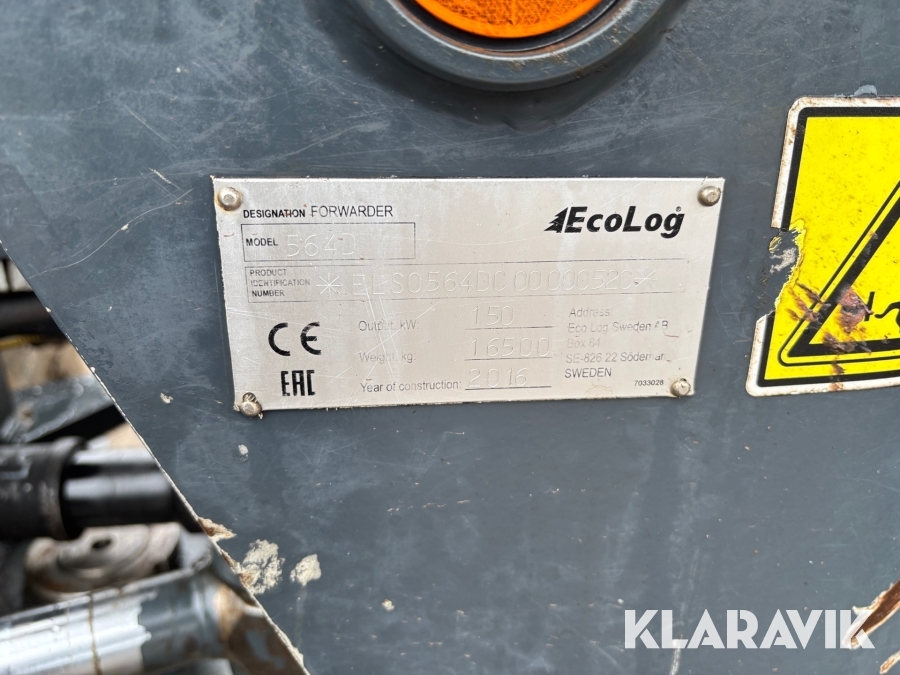 DESIGNATION FORWARDER
EcoLog®
MODEL 564D
PRODUCT IDENTIFICATION NUMBER
CE
EAC
Output, kW 150
Weight, kg: 16500
Year of construction: 2016
Address:
Eco Log Sweden AB
Box 84
SE-826 22 Söderhamn
SWEDEN
7033028
KLARAVIK